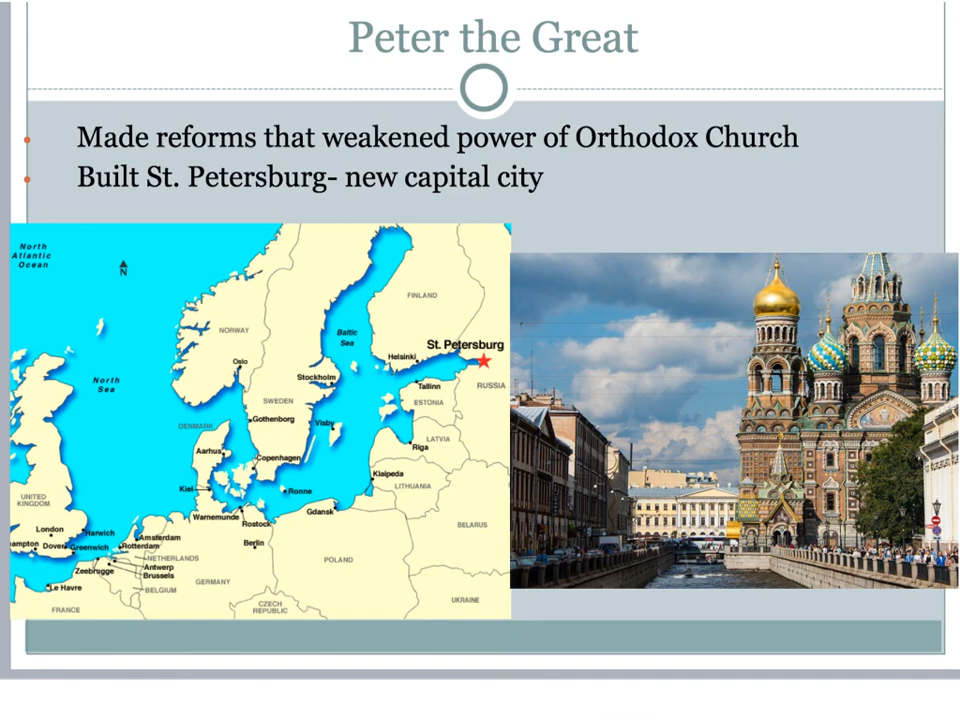 Peter the Great
Made reforms that weakened power of Orthodox Church
Built St. Petersburg- new capital city
North
Atlantic
Ocean
N
FINLAND
NORWAY
Baltic
Sea
St. Petersburg
Helsinki
Oslo
North
Sea
Stockholm
Tallinn
RUSSIA
SWEDEN
ESTONIA
Gothenborg
Visby
DENMARK
LATVIA
Riga
Aarhus
Copenhagen
Klaipeda
LITHUANIA
Kiel
Ronne
UNITED
KINGDOM
Gdansk
Warnemunde
Rostock
BELARUS
London
Harwich
Amsterdam
ampton
Dover
Greenwich
Rotterdam
Berlin
NETHERLANDS
POLAND
Zeebrugge
Antwerp
Brussels
GERMANY
Le Havre
BELGIUM
UKRAINE
FRANCE
CZECH
REPUBLIC